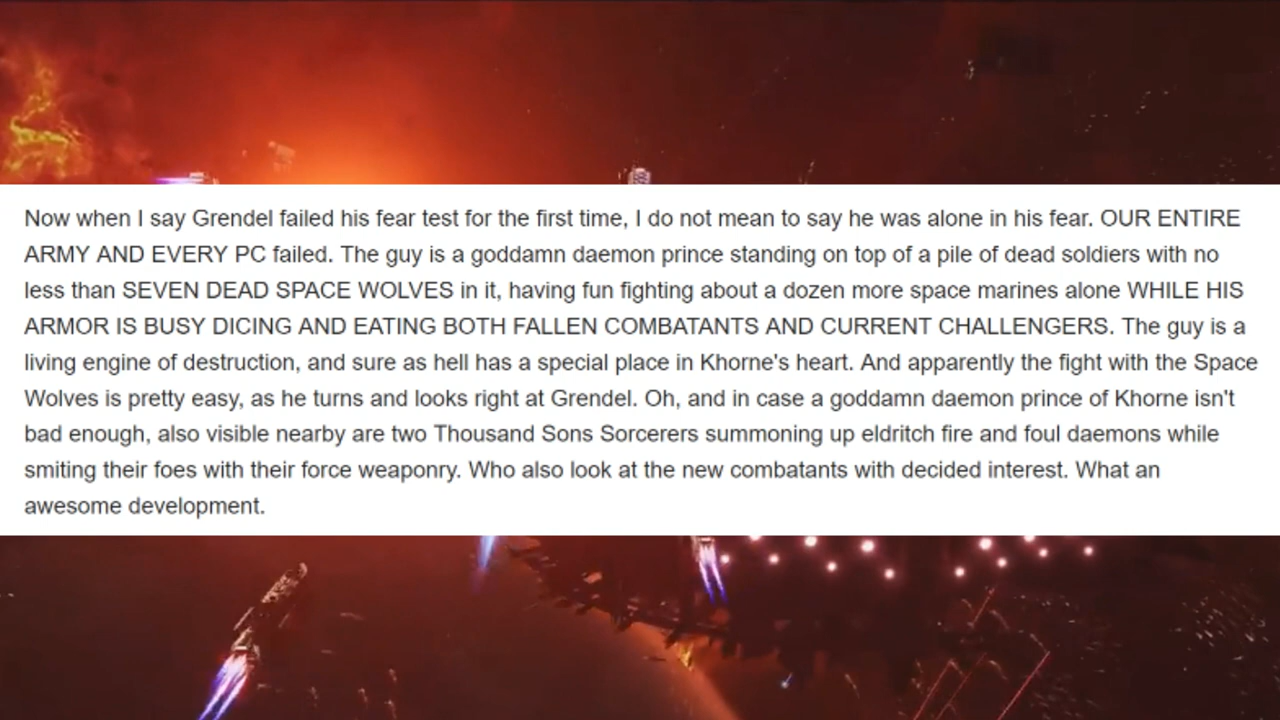 Now when I say Grendel failed his fear test for the first time, I do not mean to say he was alone in his fear. OUR ENTIRE
ARMY AND EVERY PC failed. The guy is a goddamn daemon prince standing on top of a pile of dead soldiers with no
less than SEVEN DEAD SPACE WOLVES in it, having fun fighting about a dozen more space marines alone WHILE HIS
ARMOR IS BUSY DICING AND EATING BOTH FALLEN COMBATANTS AND CURRENT CHALLENGERS. The guy is a
living engine of destruction, and sure as hell has a special place in Khorne's heart. And apparently the fight with the Space
Wolves is pretty easy, as he turns and looks right at Grendel. Oh, and in case a goddamn daemon prince of Khorne isn't
bad enough, also visible nearby are two Thousand Sons Sorcerers summoning up eldritch fire and foul daemons while
smiting their foes with their force weaponry. Who also look at the new combatants with decided interest. What an
awesome development.